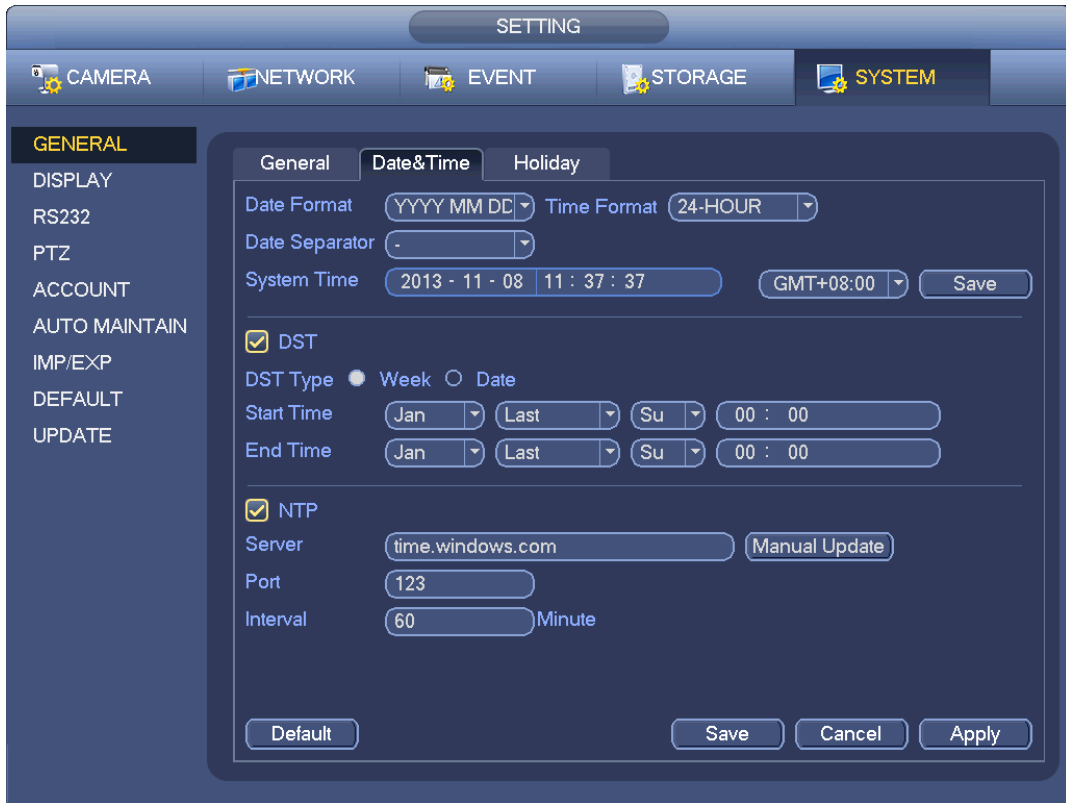 SETTING
CAMERA NETWORK EVENT STORAGE SYSTEM
GENERAL
DISPLAY
RS232
PTZ
ACCOUNT
AUTO MAINTAIN
IMP/EXP
DEFAULT
UPDATE
General Date&Time Holiday
Date Format YYYY MM DD Time Format 24-HOUR
Date Separator -
System Time 2013 - 11 - 08 11 : 37 : 37 GMT+08:00 Save
DST
DST Type Week Date
Start Time Jan Last Su 00 : 00
End Time Jan Last Su 00 : 00
NTP
Server time.windows.com Manual Update
Port 123
Interval 60 Minute
Default Save Cancel Apply